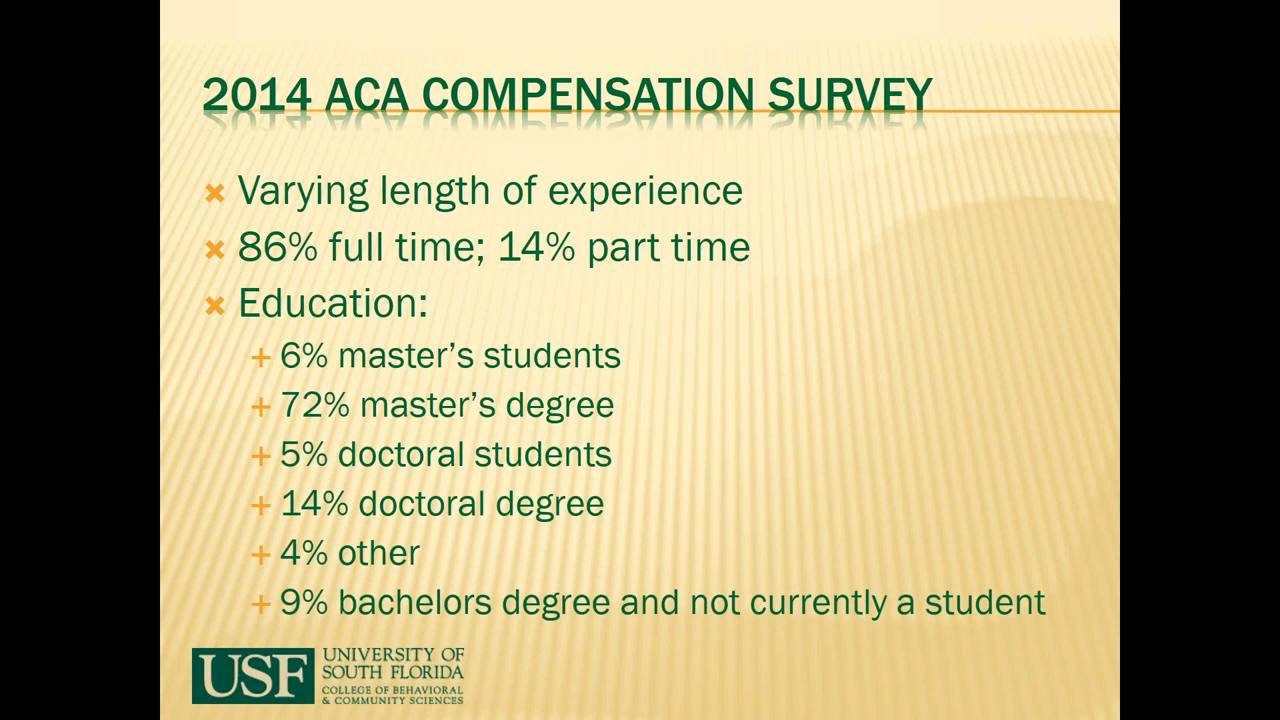 2014 ACA COMPENSATION SURVEY
Varying length of experience
86% full time; 14% part time
Education:
6% master’s students
72% master’s degree
5% doctoral students
14% doctoral degree
4% other
9% bachelors degree and not currently a student
USF
UNIVERSITY OF
SOUTH FLORIDA
COLLEGE OF BEHAVIORAL
& COMMUNITY SCIENCES